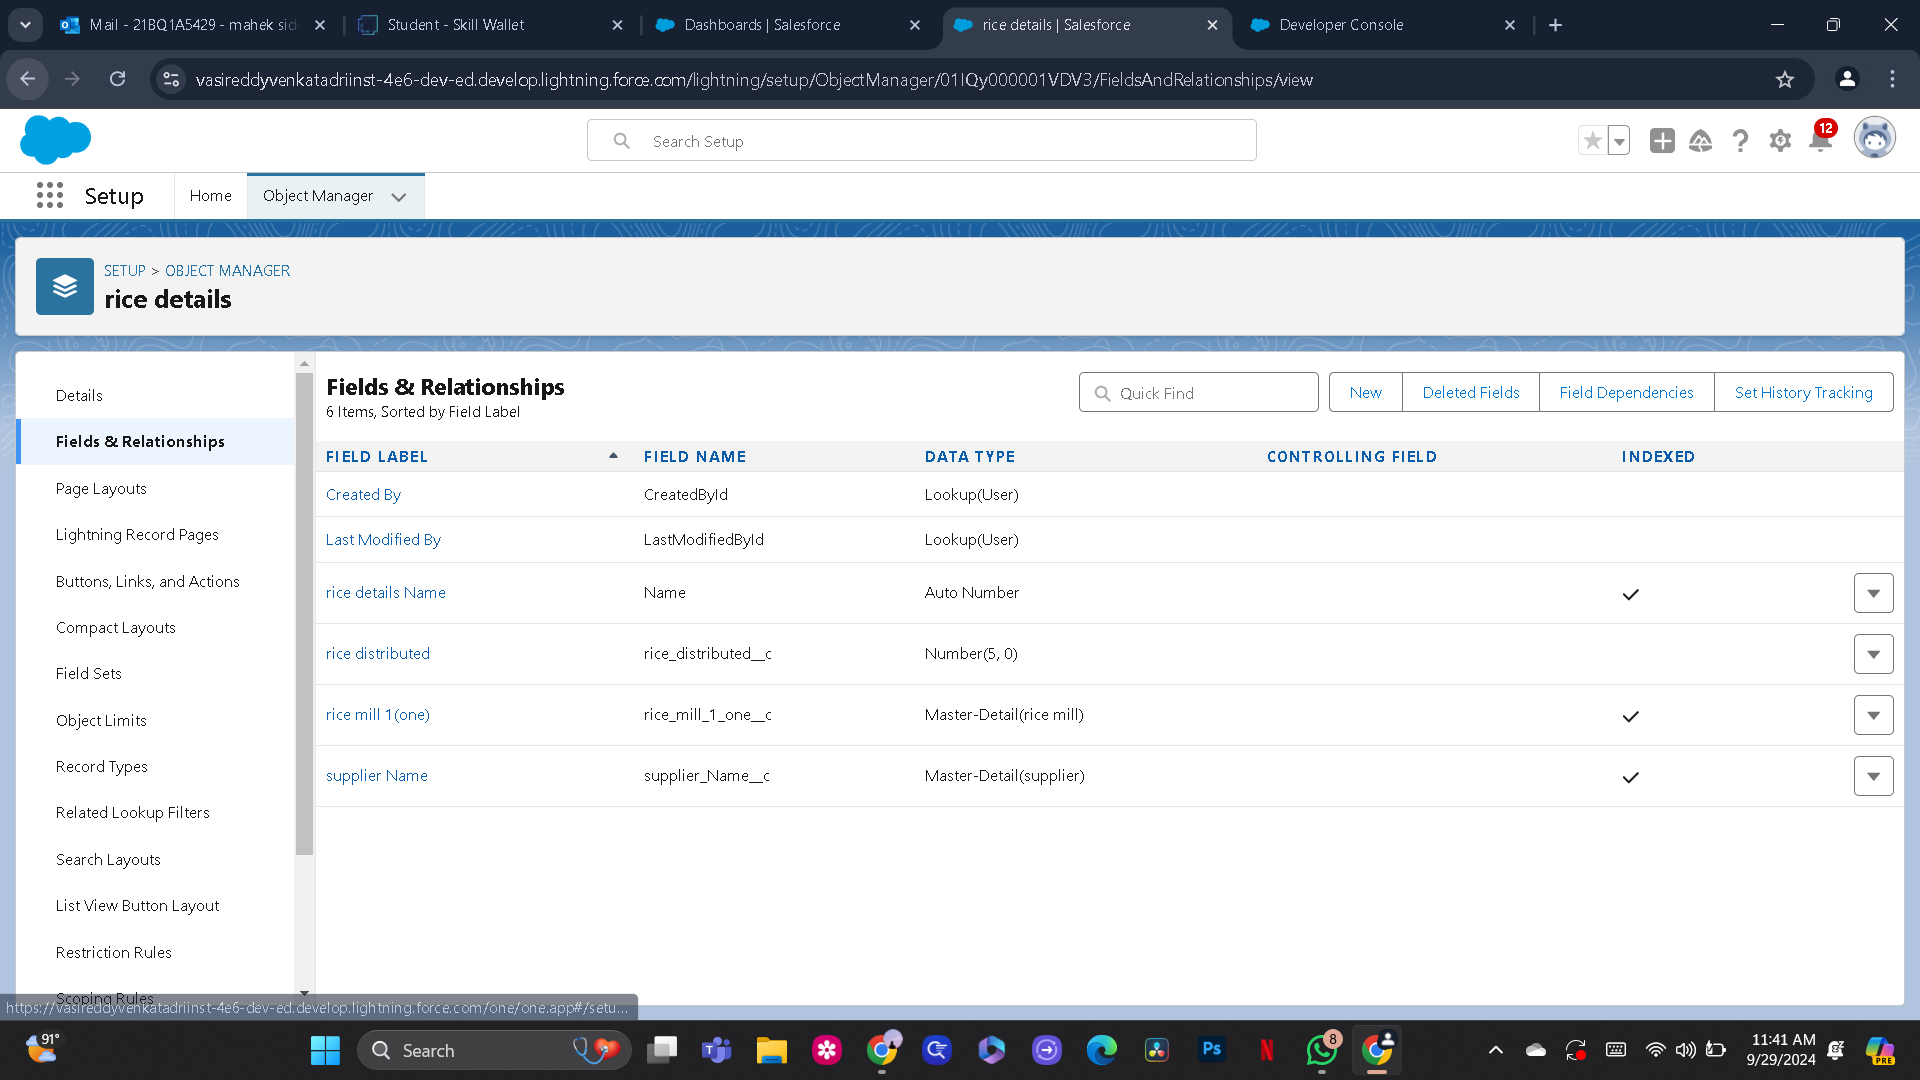 Mail - 21BQ1A5429 - mahek sid
Student - Skill Wallet
Dashboards | Salesforce
rice details | Salesforce
Developer Console
vasireddyvenkatadriinst-4e6-dev-ed.develop.lightning.force.com/lightning/setup/ObjectManager/01IQy000001VDV3/FieldsAndRelationships/view
Search Setup
12
Setup
Home
Object Manager
SETUP > OBJECT MANAGER
rice details
Details
Fields & Relationships
Page Layouts
Lightning Record Pages
Buttons, Links, and Actions
Compact Layouts
Field Sets
Object Limits
Record Types
Related Lookup Filters
Search Layouts
List View Button Layout
Restriction Rules
Scoping Rules
Fields & Relationships
6 Items, Sorted by Field Label
Quick Find
New
Deleted Fields
Field Dependencies
Set History Tracking
FIELD LABEL FIELD NAME DATA TYPE CONTROLLING FIELD INDEXED
Created By CreatedById Lookup(User)
Last Modified By LastModifiedById Lookup(User)
rice details Name Name Auto Number
rice distributed rice_distributed__c Number(5, 0)
rice mill 1(one) rice_mill_1_one__c Master-Detail(rice mill)
supplier Name supplier_Name__c Master-Detail(supplier)
https://vasireddyvenkatadriinst-4e6-dev-ed.develop.lightning.force.com/one/one.app#/setu...
91°
Search
Ps
N
8
11:41 AM
9/29/2024
PRE